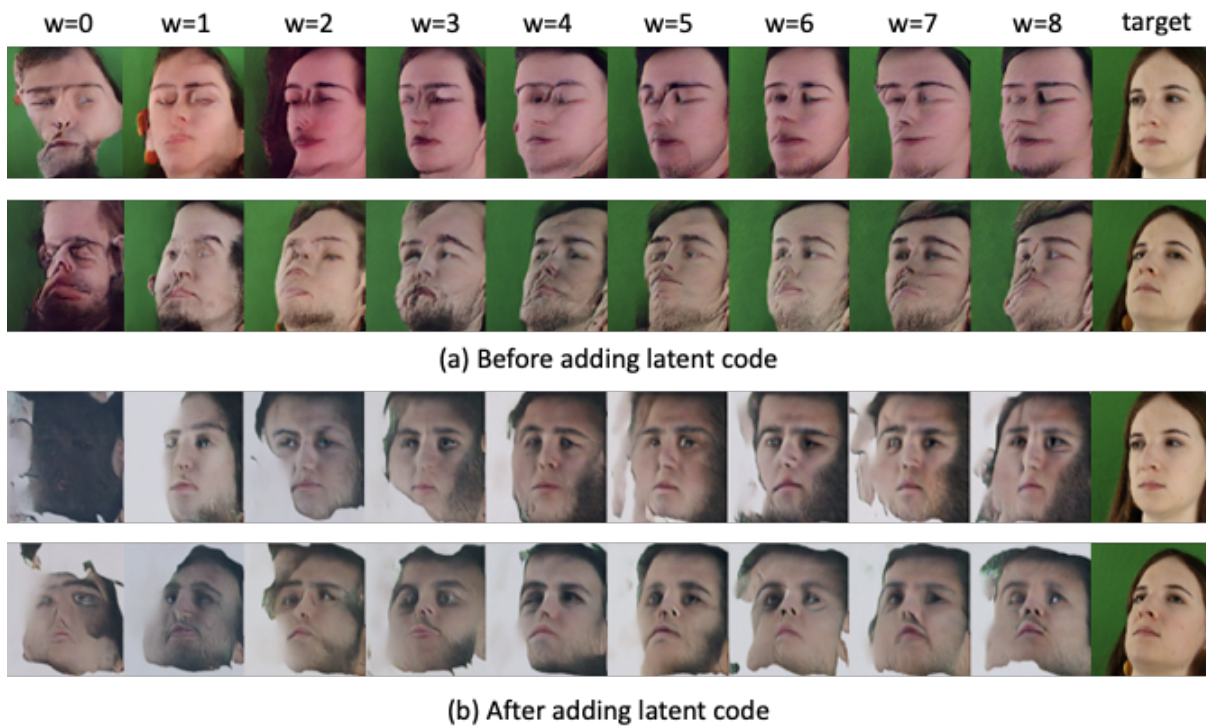 w=0 w=1 w=2 w=3 w=4 w=5 w=6 w=7 w=8 target
(a) Before adding latent code
(b) After adding latent code